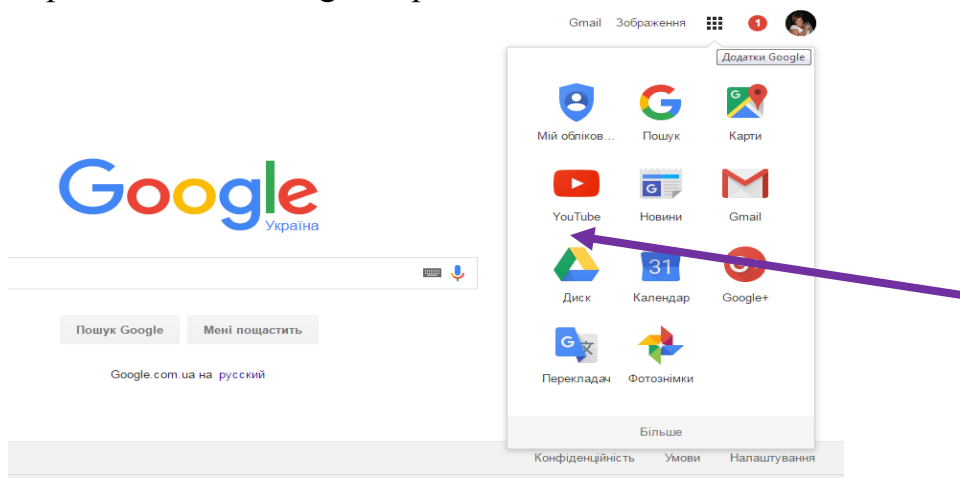 Gmail Зображення 1
Додатки Google
Мій обліков... Пошук Карти
YouTube Новини Gmail
31
Диск Календар Google+
Перекладач Фотознімки
Більше
Google
Україна
Пошук Google Мені пощастить
Google.com.ua на русский
Конфіденційність Умови Налаштування